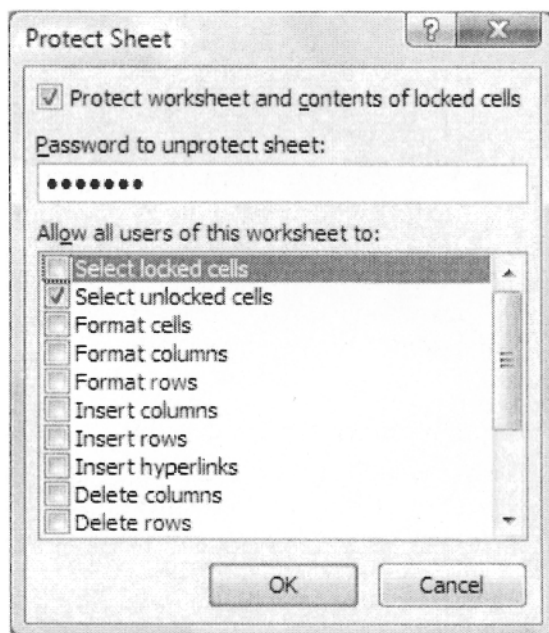 Protect Sheet
Protect worksheet and contents of locked cells
Password to unprotect sheet:
•••••••
Allow all users of this worksheet to:
Select locked cells
Select unlocked cells
Format cells
Format columns
Format rows
Insert columns
Insert rows
Insert hyperlinks
Delete columns
Delete rows
OK Cancel